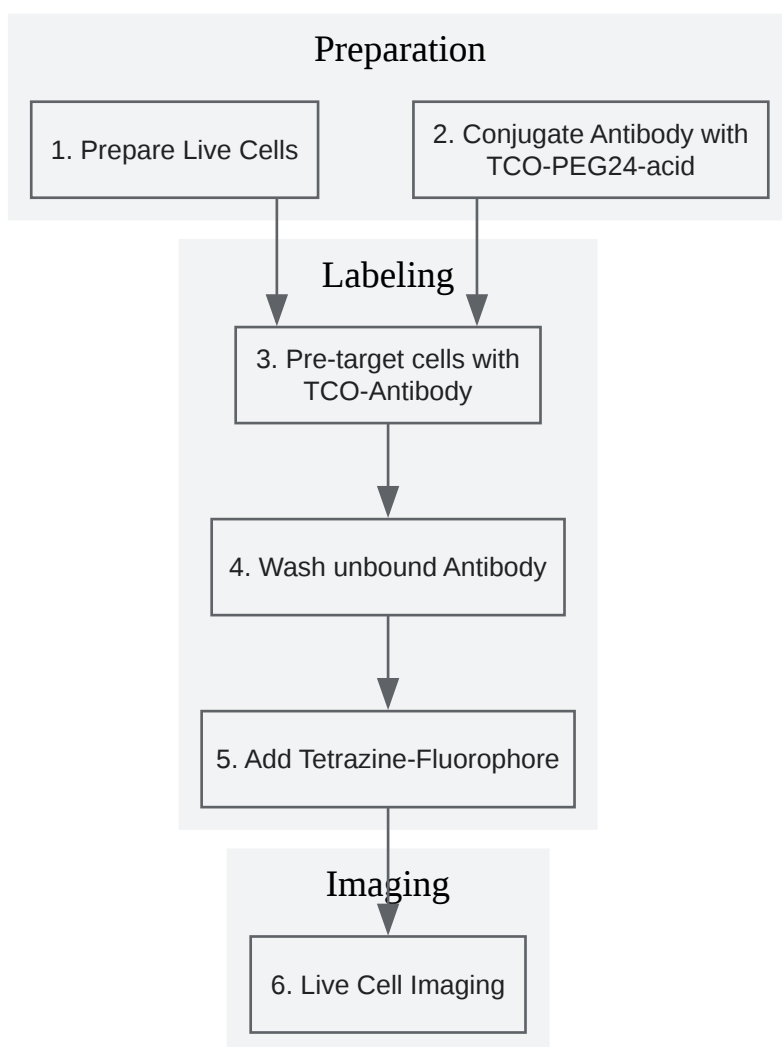 Preparation
1. Prepare Live Cells
2. Conjugate Antibody with
TCO-PEG24-acid
Labeling
3. Pre-target cells with
TCO-Antibody
4. Wash unbound Antibody
5. Add Tetrazine-Fluorophore
Imaging
6. Live Cell Imaging